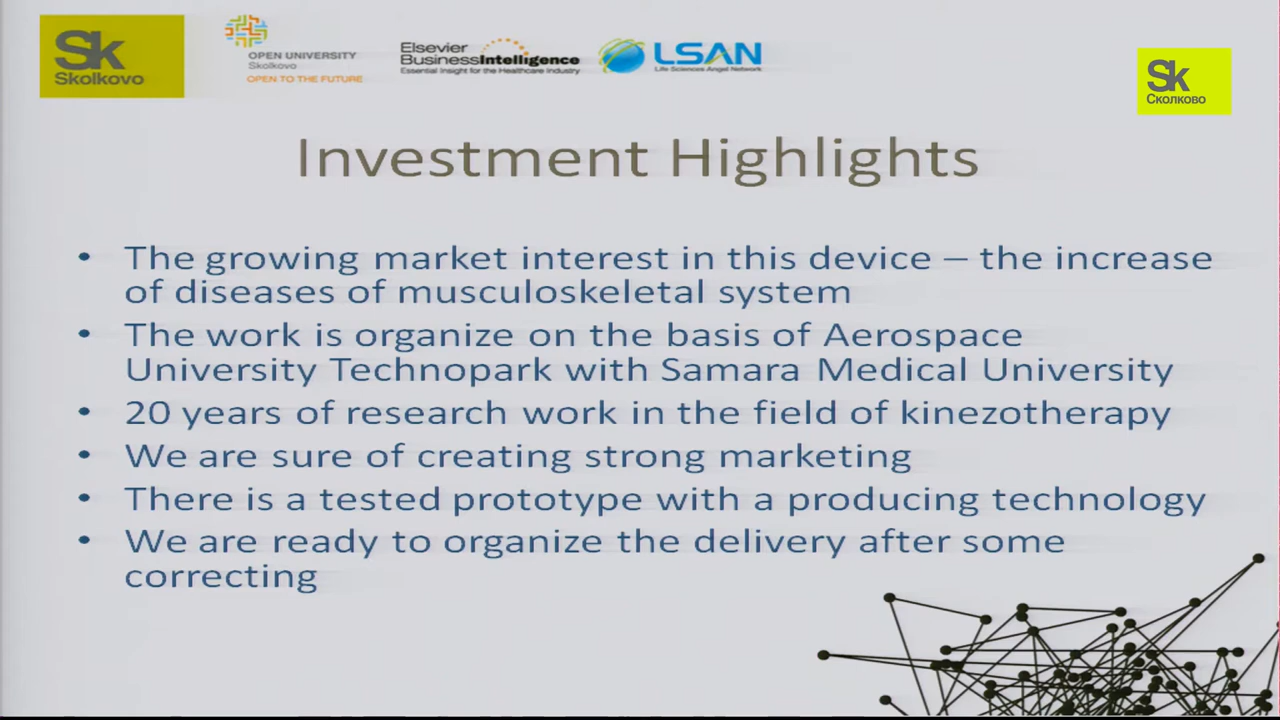 Sk
Skolkovo
OPEN UNIVERSITY
Skolkovo
OPEN TO THE FUTURE
Elsevier
BusinessIntelligence
Essential Insight for the Healthcare Industry
LSAN
Life Sciences Angel Network
Sk
Сколково
Investment Highlights
• The growing market interest in this device – the increase
of diseases of musculoskeletal system
• The work is organize on the basis of Aerospace
University Technopark with Samara Medical University
• 20 years of research work in the field of kinezotherapy
• We are sure of creating strong marketing
• There is a tested prototype with a producing technology
• We are ready to organize the delivery after some
correcting